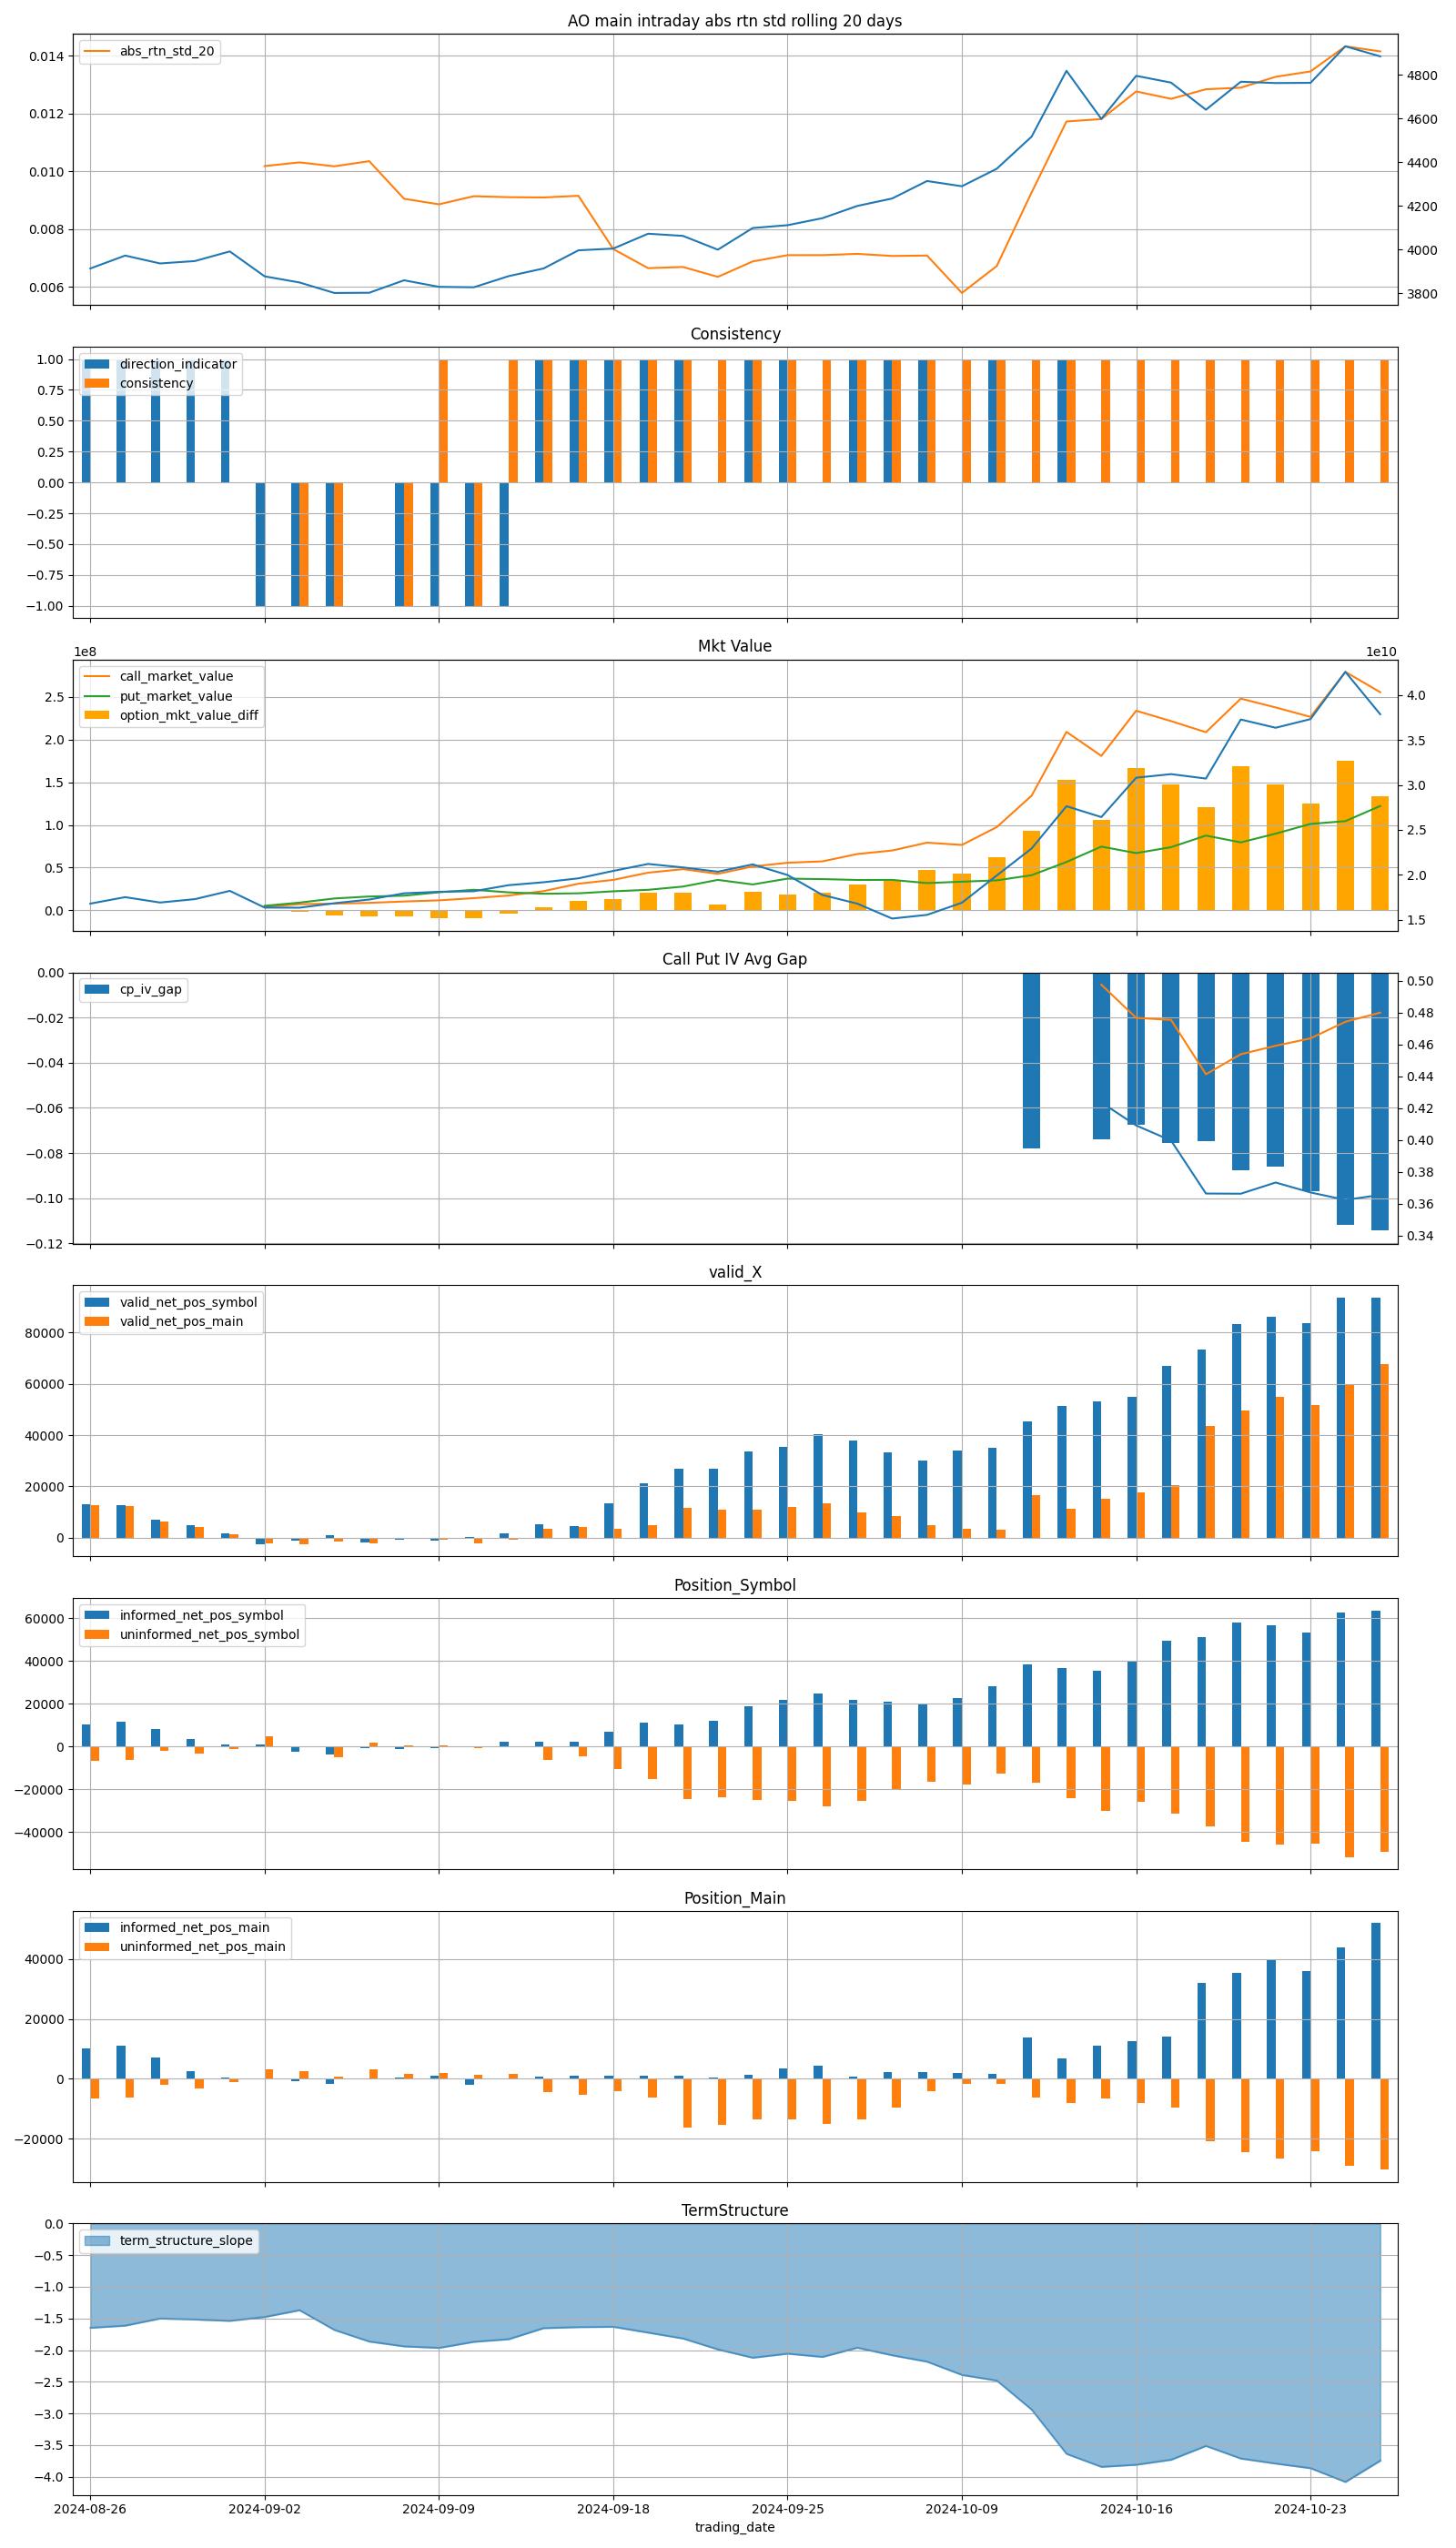 AO main intraday abs rtn std rolling 20 days
abs_rtn_std_20
0.014
0.012
0.010
0.008
0.006
4800
4600
4400
4200
4000
3800
Consistency
direction_indicator
consistency
1.00
0.75
0.50
0.25
0.00
−0.25
−0.50
−0.75
−1.00
Mkt Value
1e8
1e10
call_market_value
put_market_value
option_mkt_value_diff
2.5
2.0
1.5
1.0
0.5
0.0
4.0
3.5
3.0
2.5
2.0
1.5
Call Put IV Avg Gap
cp_iv_gap
0.00
−0.02
−0.04
−0.06
−0.08
−0.10
−0.12
0.50
0.48
0.46
0.44
0.42
0.40
0.38
0.36
0.34
valid_X
valid_net_pos_symbol
valid_net_pos_main
80000
60000
40000
20000
0
Position_Symbol
informed_net_pos_symbol
uninformed_net_pos_symbol
60000
40000
20000
0
−20000
−40000
Position_Main
informed_net_pos_main
uninformed_net_pos_main
40000
20000
0
−20000
TermStructure
term_structure_slope
0.0
−0.5
−1.0
−1.5
−2.0
−2.5
−3.0
−3.5
−4.0
2024-08-26 2024-09-02 2024-09-09 2024-09-18 2024-09-25 2024-10-09 2024-10-16 2024-10-23
trading_date